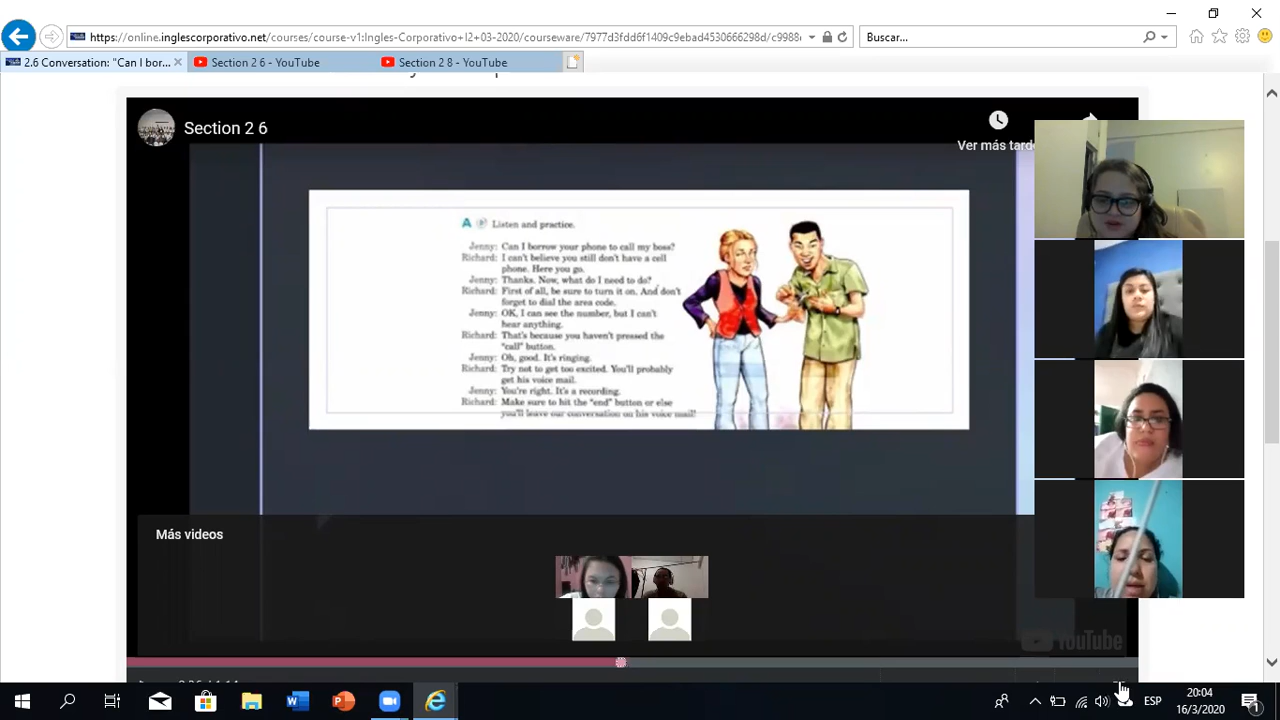 https://online.inglescorporativo.net/courses/course-v1:Ingles-Corporativo+I2+03-2020/courseware/7977d3fdd6f1409c9ebad4530666298d/c9988
Buscar...
2.6 Conversation: "Can I bor...
Section 2 6 - YouTube
Section 2 8 - YouTube
Section 2 6
Ver más tarde
A Listen and practice.
Jenny: Can I borrow your phone to call my boss?
Richard: I can't believe you still don't have a cell
phone. Here you go.
Jenny: Thanks. Now, what do I need to do?
Richard: First of all, be sure to turn it on. And don't
forget to dial the area code.
Jenny: OK, I can see the number, but I can't
hear anything.
Richard: That's because you haven't pressed the
"call" button.
Jenny: Oh, good. It's ringing.
Richard: Try not to get too excited. You'll probably
get his voice mail.
Jenny: You're right. It's a recording.
Richard: Make sure to hit the "end" button or else
you'll leave our conversation on his voice mail!
Más videos
YouTube
ESP
20:04
16/3/2020
1